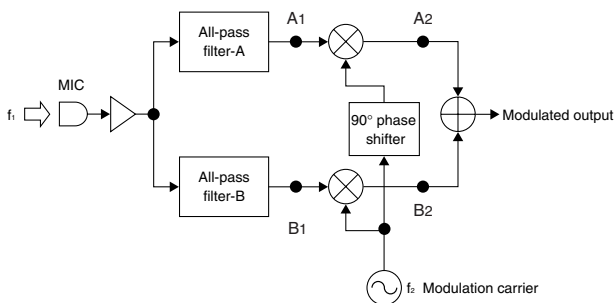 A1
A2
All-pass
filter-A
MIC
f1
90° phase
shifter
Modulated output
All-pass
filter-B
B1
B2
f2 Modulation carrier